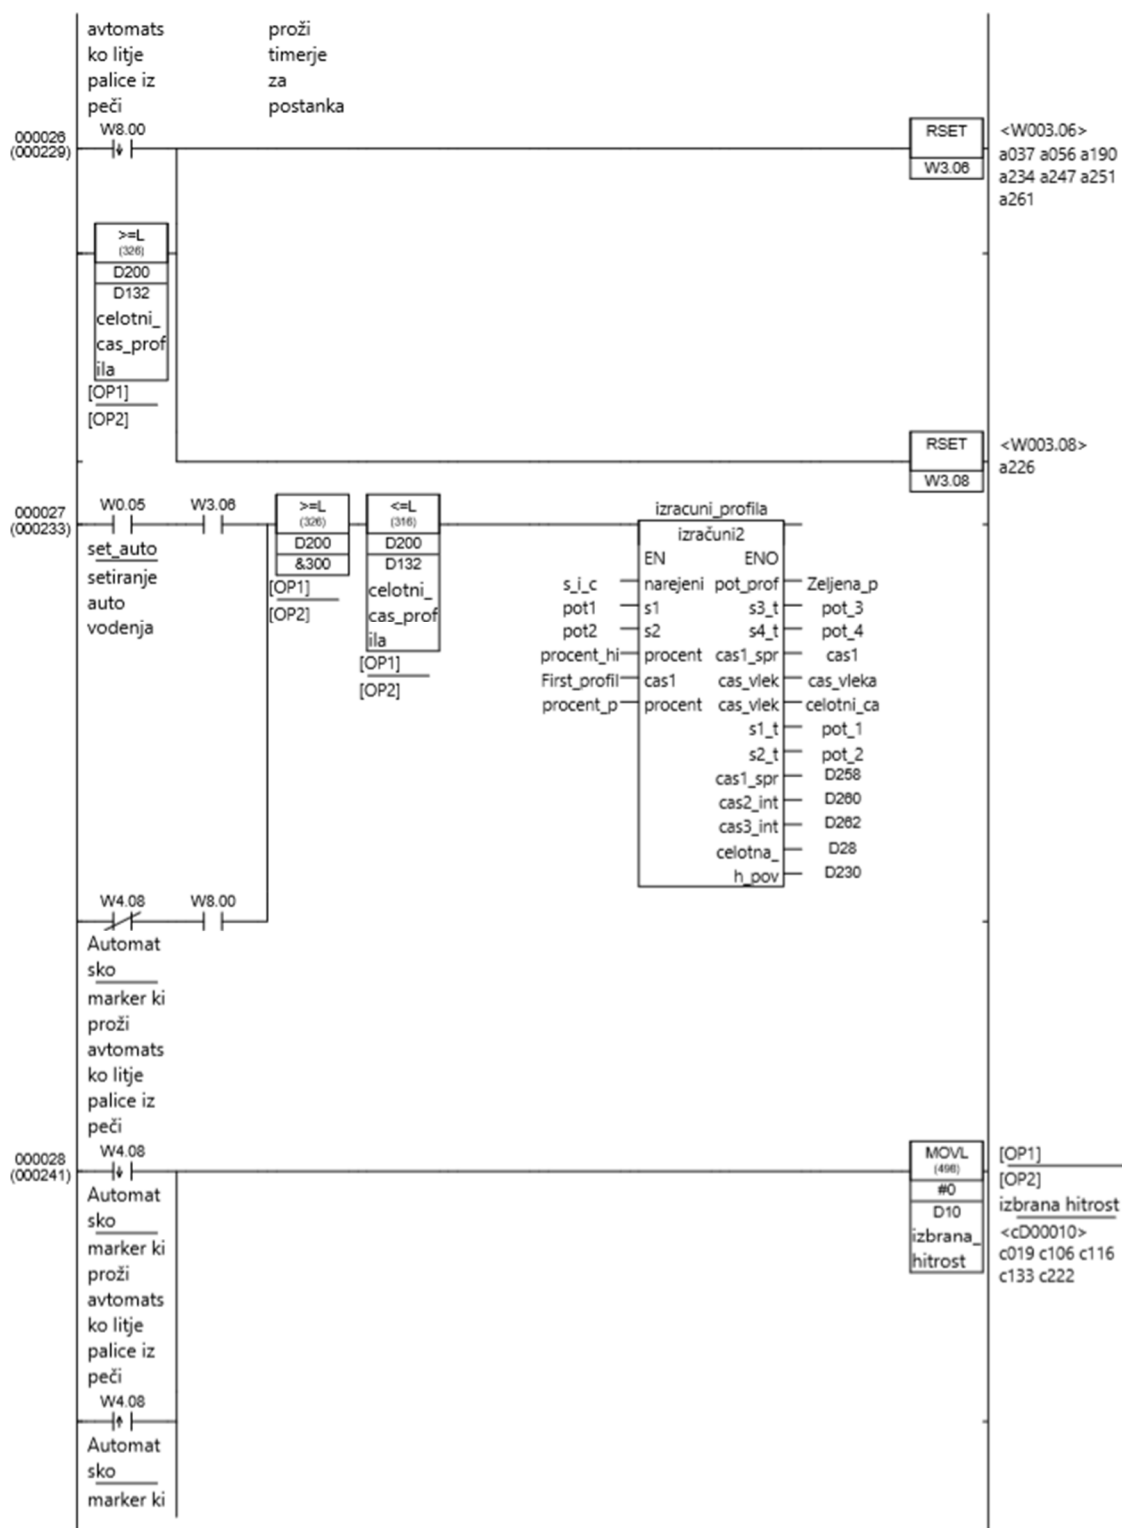 avtomats
ko litje
palice iz
peči
proži
timerje
za
postanka
000026
(000229)
W8.00
RSET
W3.06
<W003.06>
a037 a056 a190
a234 a247 a251
a261
>=L
(326)
D200
D132
celotni_
cas_prof
ila
[OP1]
[OP2]
RSET
W3.08
<W003.08>
a226
000027
(000233)
W0.05
set_auto
setiranje
auto
vodenja
W3.06
>=L
(326)
D200
&300
[OP1]
[OP2]
<=L
(316)
D200
D132
celotni_
cas_prof
ila
[OP1]
[OP2]
izracuni_profila
izračuni2
EN ENO
s_i_c narejeni pot_prof Zeljena_p
pot1 s1 s3_t pot_3
pot2 s2 s4_t pot_4
procent_hi procent cas1_spr cas1
First_profil cas1 cas_vlek cas_vleka
procent_p procent cas_vlek celotni_ca
s1_t pot_1
s2_t pot_2
cas1_spr D258
cas2_int D260
cas3_int D262
celotna_ D28
h_pov D230
W4.08
Automat
sko
marker ki
proži
avtomats
ko litje
palice iz
peči
W8.00
000028
(000241)
W4.08
Automat
sko
marker ki
proži
avtomats
ko litje
palice iz
peči
MOVL
(498)
#0
D10
izbrana_
hitrost
[OP1]
[OP2]
izbrana hitrost
<cD00010>
c019 c106 c116
c133 c222
W4.08
Automat
sko
marker ki